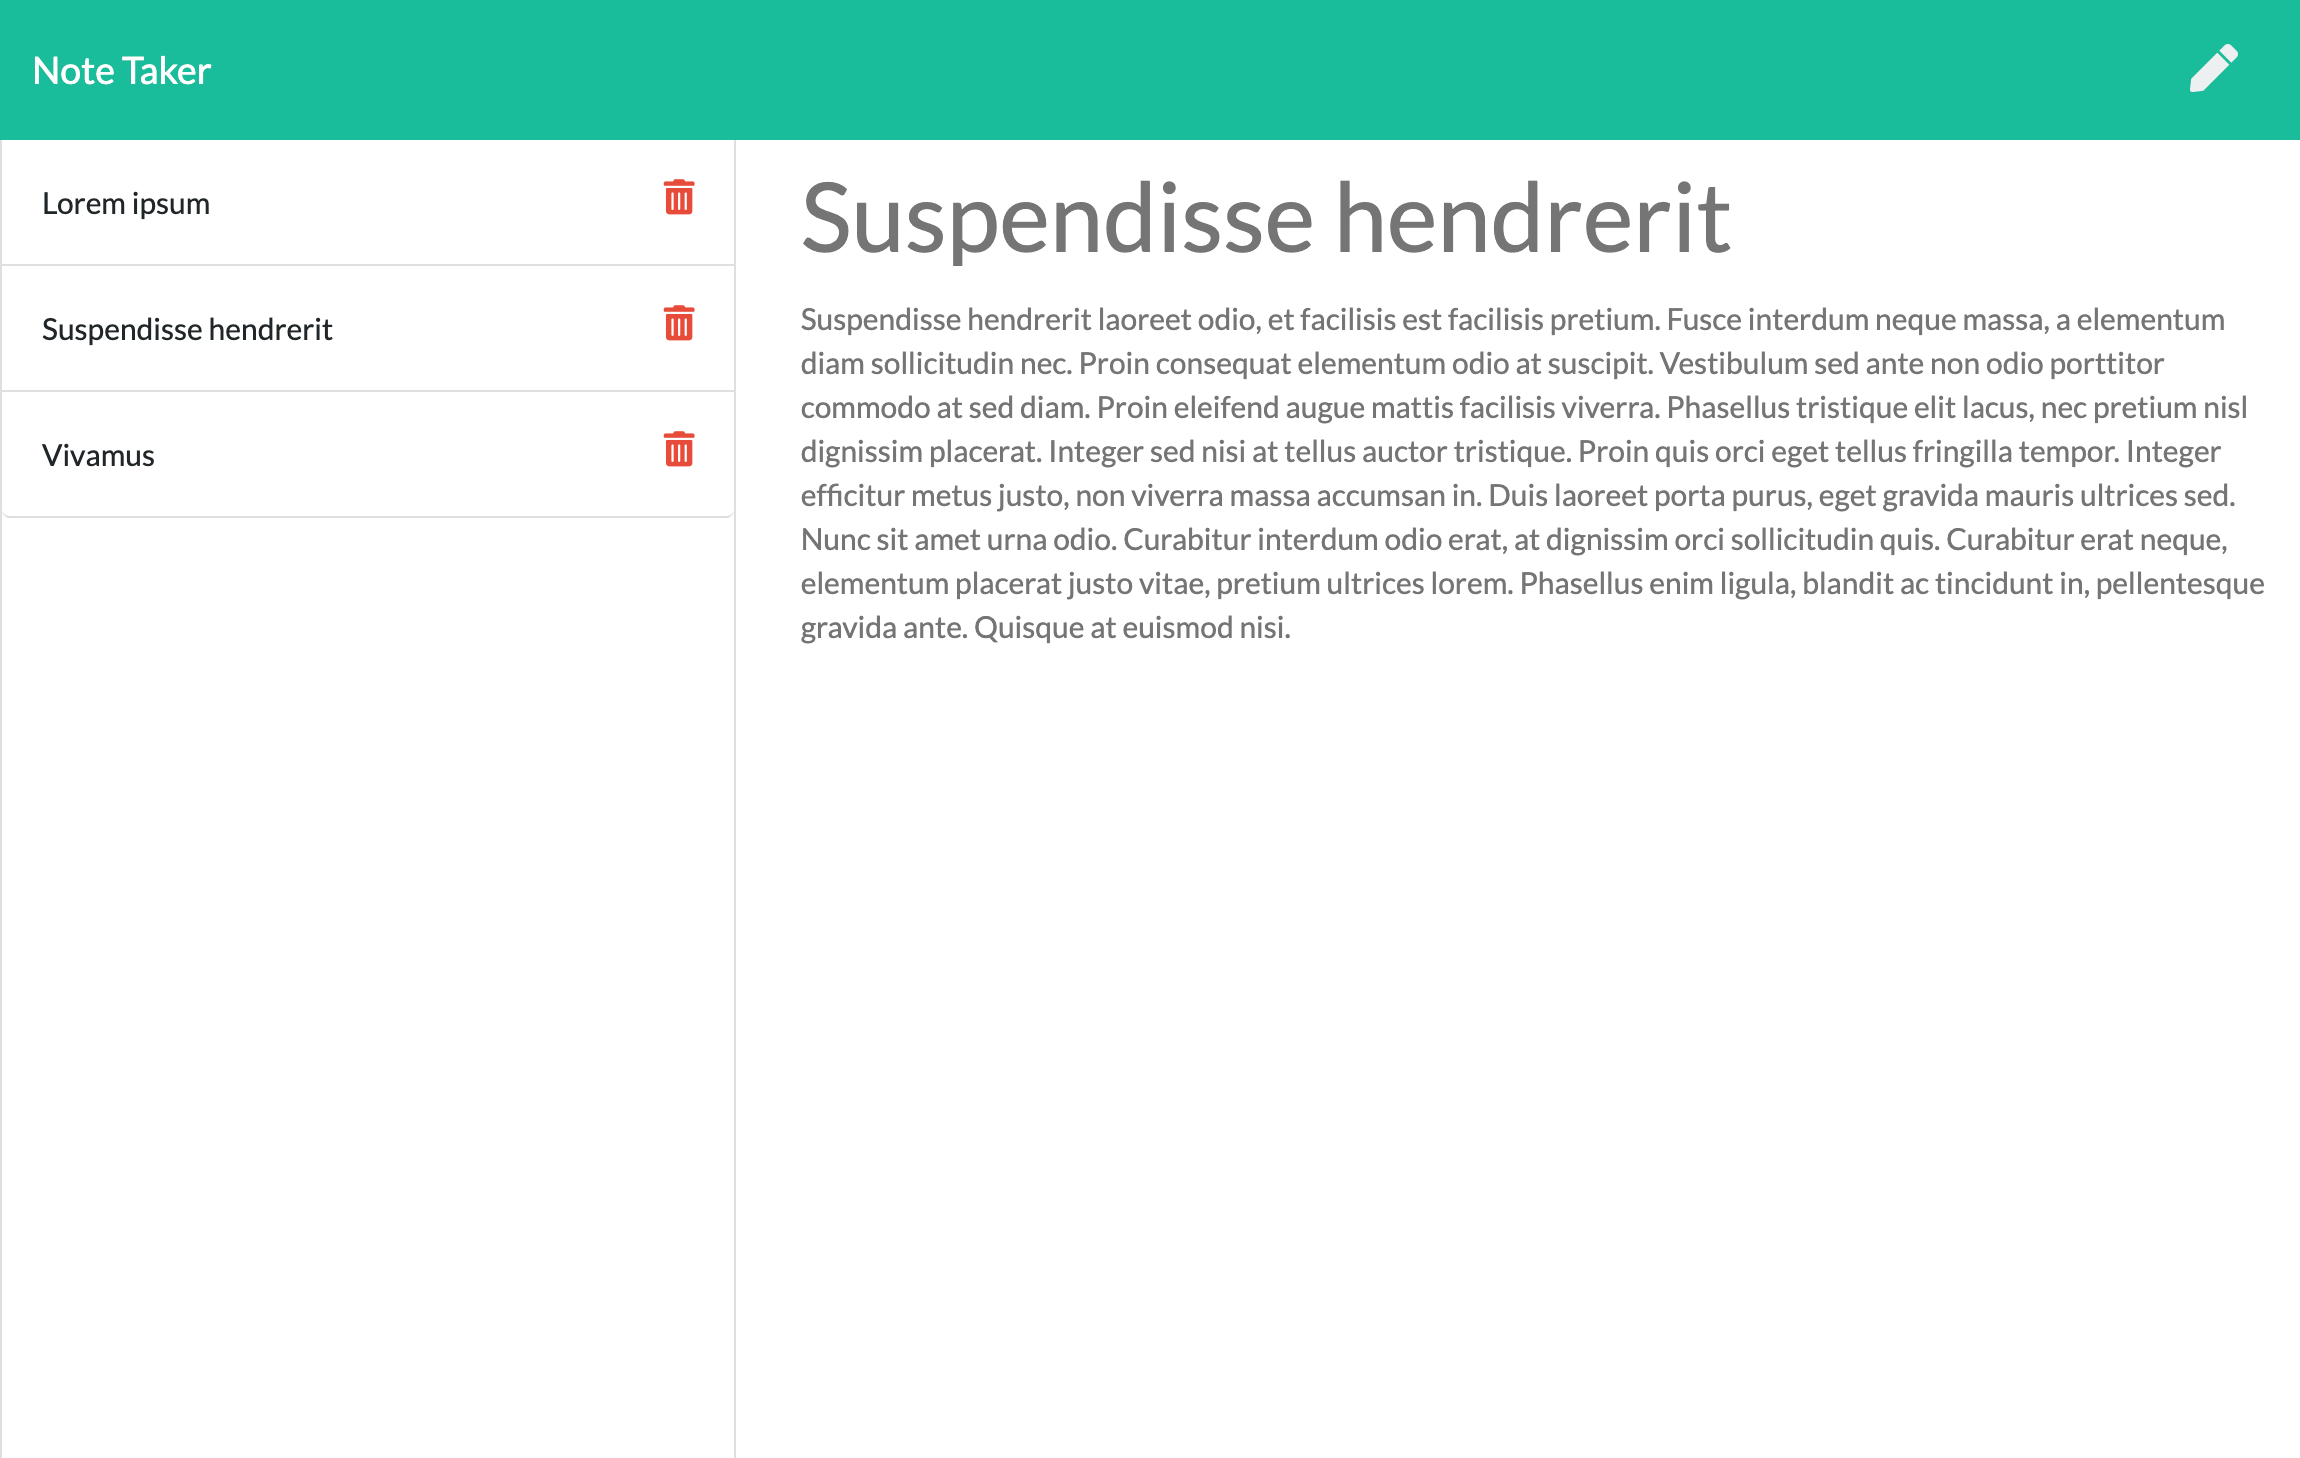 Note Taker
Lorem ipsum
Suspendisse hendrerit
Vivamus
Suspendisse hendrerit
Suspendisse hendrerit laoreet odio, et facilisis est facilisis pretium. Fusce interdum neque massa, a elementum
diam sollicitudin nec. Proin consequat elementum odio at suscipit. Vestibulum sed ante non odio porttitor
commodo at sed diam. Proin eleifend augue mattis facilisis viverra. Phasellus tristique elit lacus, nec pretium nisl
dignissim placerat. Integer sed nisi at tellus auctor tristique. Proin quis orci eget tellus fringilla tempor. Integer
efficitur metus justo, non viverra massa accumsan in. Duis laoreet porta purus, eget gravida mauris ultrices sed.
Nunc sit amet urna odio. Curabitur interdum odio erat, at dignissim orci sollicitudin quis. Curabitur erat neque,
elementum placerat justo vitae, pretium ultrices lorem. Phasellus enim ligula, blandit ac tincidunt in, pellentesque
gravida ante. Quisque at euismod nisi.